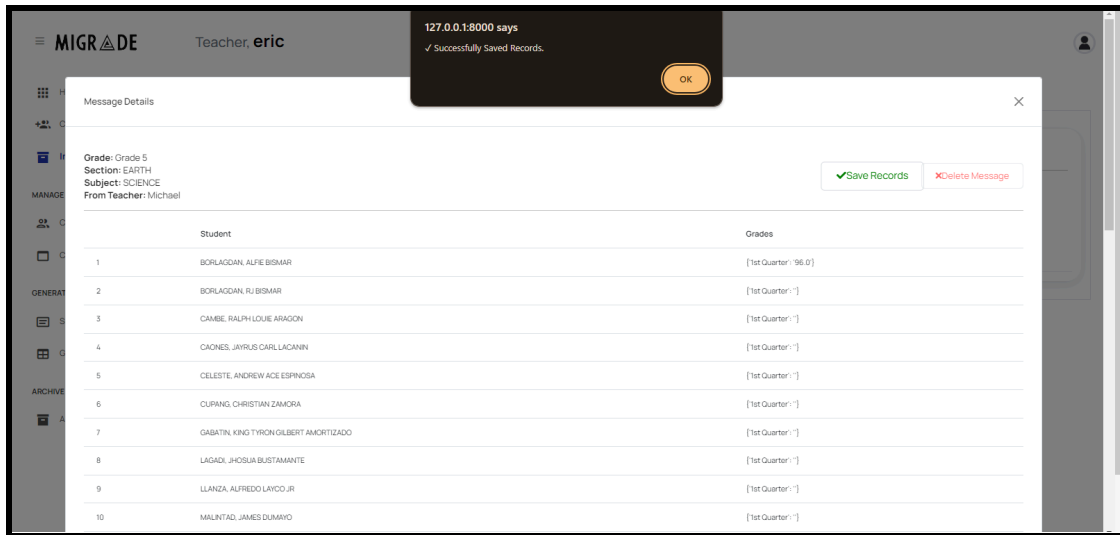 MIGRADE
Teacher, eric
127.0.0.1:8000 says
✓ Successfully Saved Records.
OK
Message Details
Grade: Grade 5
Section: EARTH
Subject: SCIENCE
From Teacher: Michael
✔Save Records
✖Delete Message
MANAGE
GENERAT
ARCHIVE
Student Grades
1 BORLAGDAN, ALFIE BISMAR {'1st Quarter': '96.0'}
2 BORLAGDAN, RJ BISMAR {'1st Quarter': ''}
3 CAMBE, RALPH LOUIE ARAGON {'1st Quarter': ''}
4 CAONES, JAYRUS CARL LACANIN {'1st Quarter': ''}
5 CELESTE, ANDREW ACE ESPINOSA {'1st Quarter': ''}
6 CUPANG, CHRISTIAN ZAMORA {'1st Quarter': ''}
7 GABATIN, KING TYRON GILBERT AMORTIZADO {'1st Quarter': ''}
8 LAGADI, JHOSUA BUSTAMANTE {'1st Quarter': ''}
9 LLANZA, ALFREDO LAYCO JR {'1st Quarter': ''}
10 MALINTAD, JAMES DUMAYO {'1st Quarter': ''}